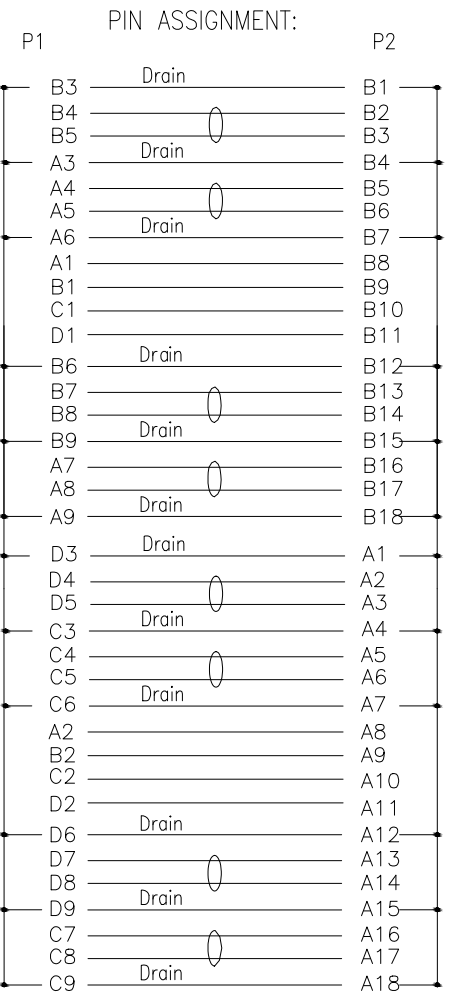 PIN ASSIGNMENT:
P1 P2
B3 Drain B1
B4 B2
B5 B3
A3 Drain B4
A4 B5
A5 B6
A6 Drain B7
A1 B8
B1 B9
C1 B10
D1 B11
B6 Drain B12
B7 B13
B8 B14
B9 Drain B15
A7 B16
A8 B17
A9 Drain B18
D3 Drain A1
D4 A2
D5 A3
C3 Drain A4
C4 A5
C5 A6
C6 Drain A7
A2 A8
B2 A9
C2 A10
D2 A11
D6 Drain A12
D7 A13
D8 A14
D9 Drain A15
C7 A16
C8 A17
C9 Drain A18